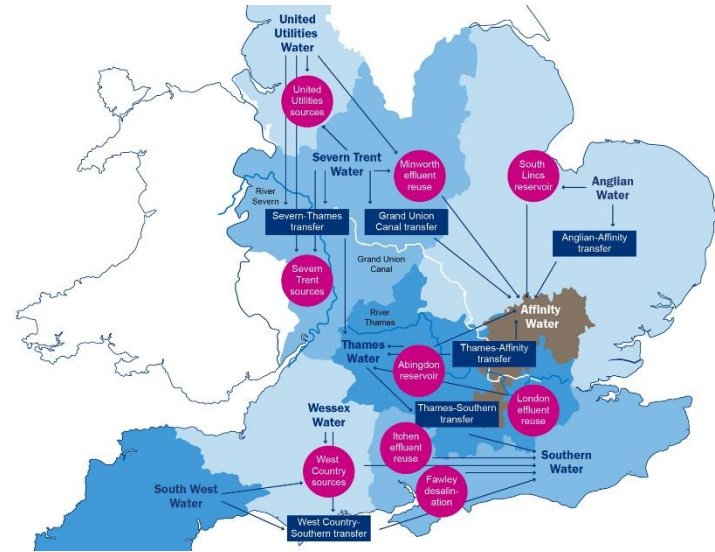 United
Utilities
Water
United
Utilities
sources
Severn Trent
Water
Minworth
effluent
reuse
South
Lincs
reservoir
Anglian
Water
River
Severn
Severn-Thames
transfer
Grand Union
Canal transfer
Anglian-Affinity
transfer
Grand Union
Canal
Severn
Trent
sources
River
Thames
Affinity
Water
Thames
Water
Thames-Affinity
transfer
Abingdon
reservoir
Wessex
Water
Thames-Southern
transfer
London
effluent
reuse
Itchen
effluent
reuse
West
Country
sources
Southern
Water
Fawley
desalin-
ation
South West
Water
West Country-
Southern transfer